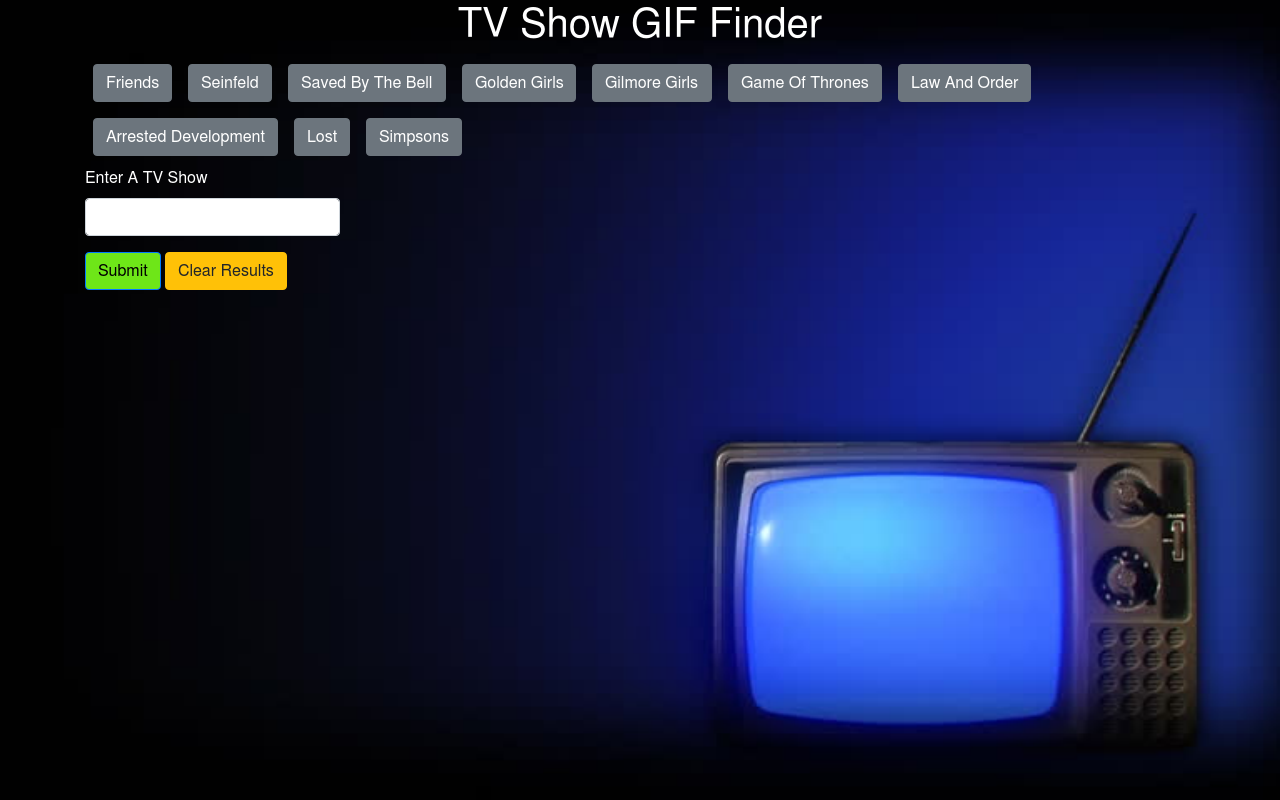 TV Show GIF Finder
Friends Seinfeld Saved By The Bell Golden Girls Gilmore Girls Game Of Thrones Law And Order
Arrested Development Lost Simpsons
Enter A TV Show
Submit Clear Results